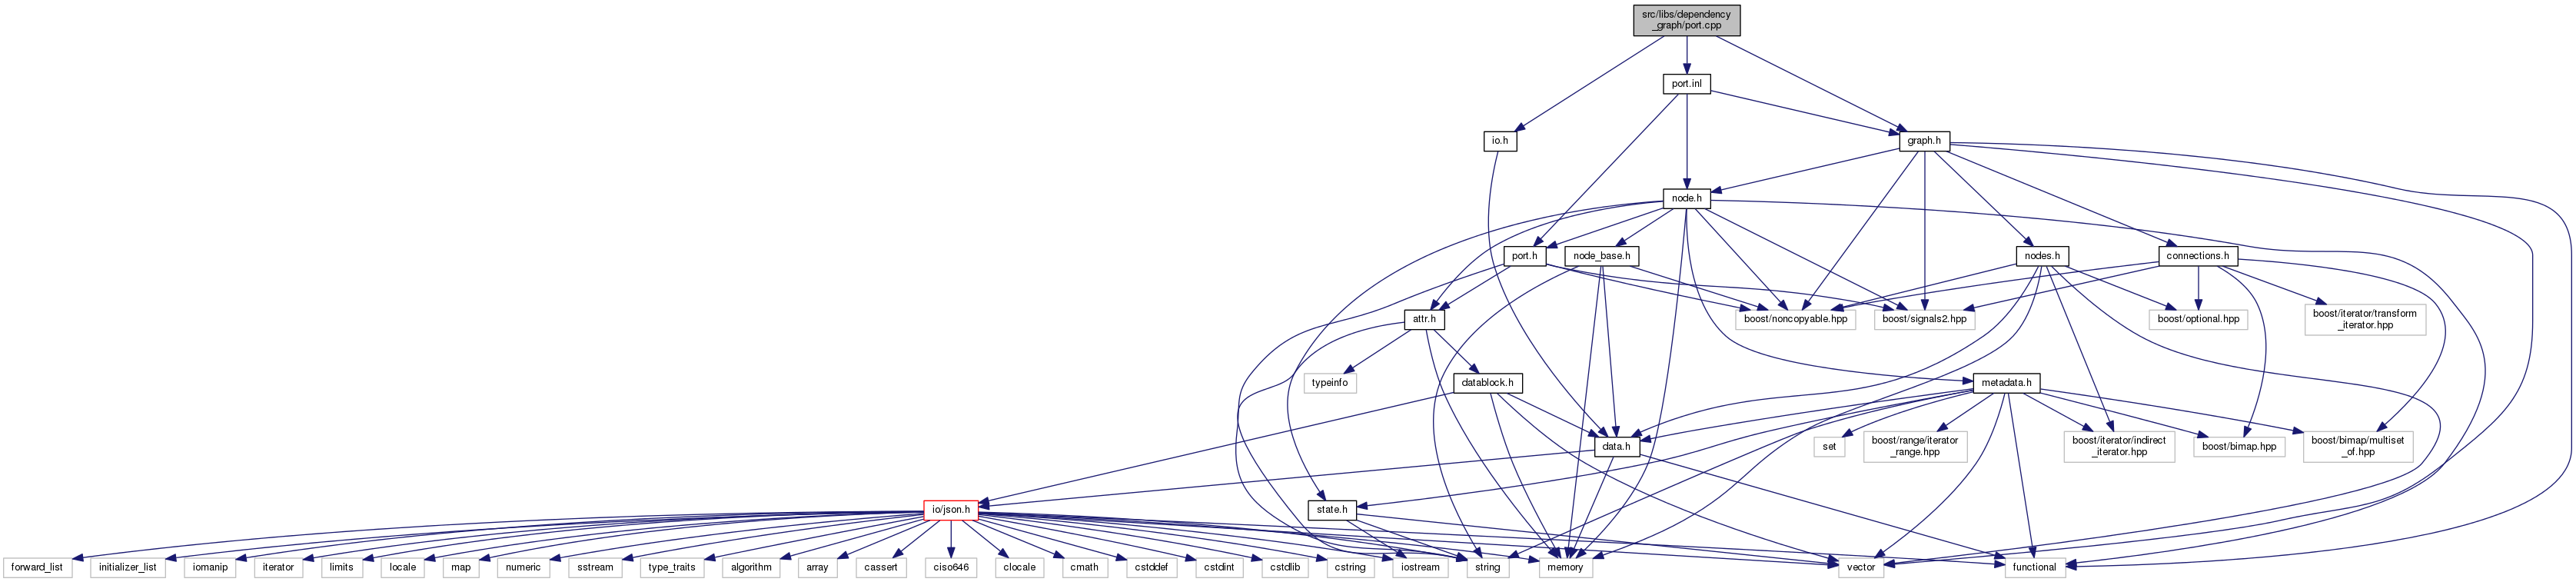 src/libs/dependency
_graph/port.cpp
port.inl
io.h
graph.h
node.h
port.h
node_base.h
nodes.h
connections.h
attr.h
boost/noncopyable.hpp
boost/signals2.hpp
boost/optional.hpp
boost/iterator/transform
_iterator.hpp
typeinfo
datablock.h
metadata.h
data.h
set
boost/range/iterator
_range.hpp
boost/iterator/indirect
_iterator.hpp
boost/bimap.hpp
boost/bimap/multiset
_of.hpp
io/json.h
state.h
forward_list
initializer_list
iomanip
iterator
limits
locale
map
numeric
sstream
type_traits
algorithm
array
cassert
ciso646
clocale
cmath
cstddef
cstdint
cstdlib
cstring
iostream
string
memory
vector
functional